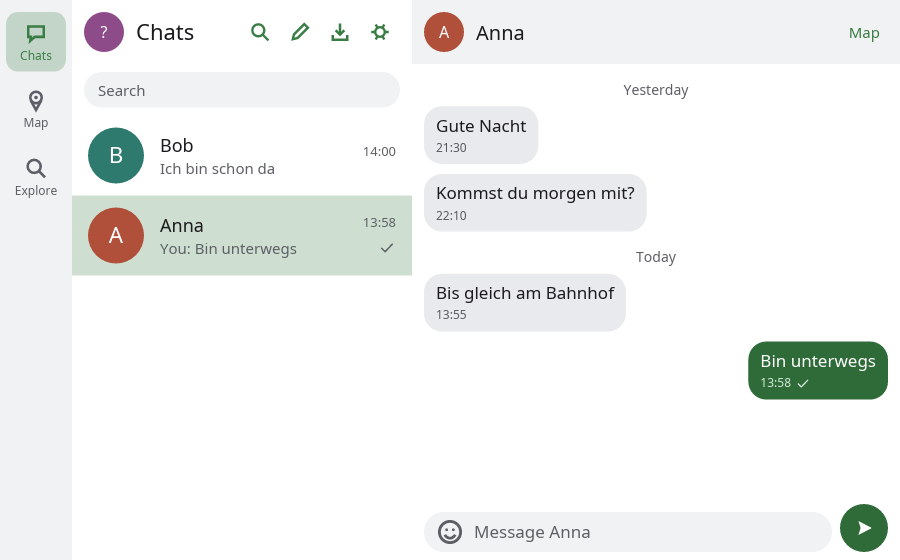 Chats
Map
Explore
?
Chats
Search
B
Bob
14:00
Ich bin schon da
A
Anna
13:58
You: Bin unterwegs
A
Anna
Map
Yesterday
Gute Nacht
21:30
Kommst du morgen mit?
22:10
Today
Bis gleich am Bahnhof
13:55
Bin unterwegs
13:58
Message Anna